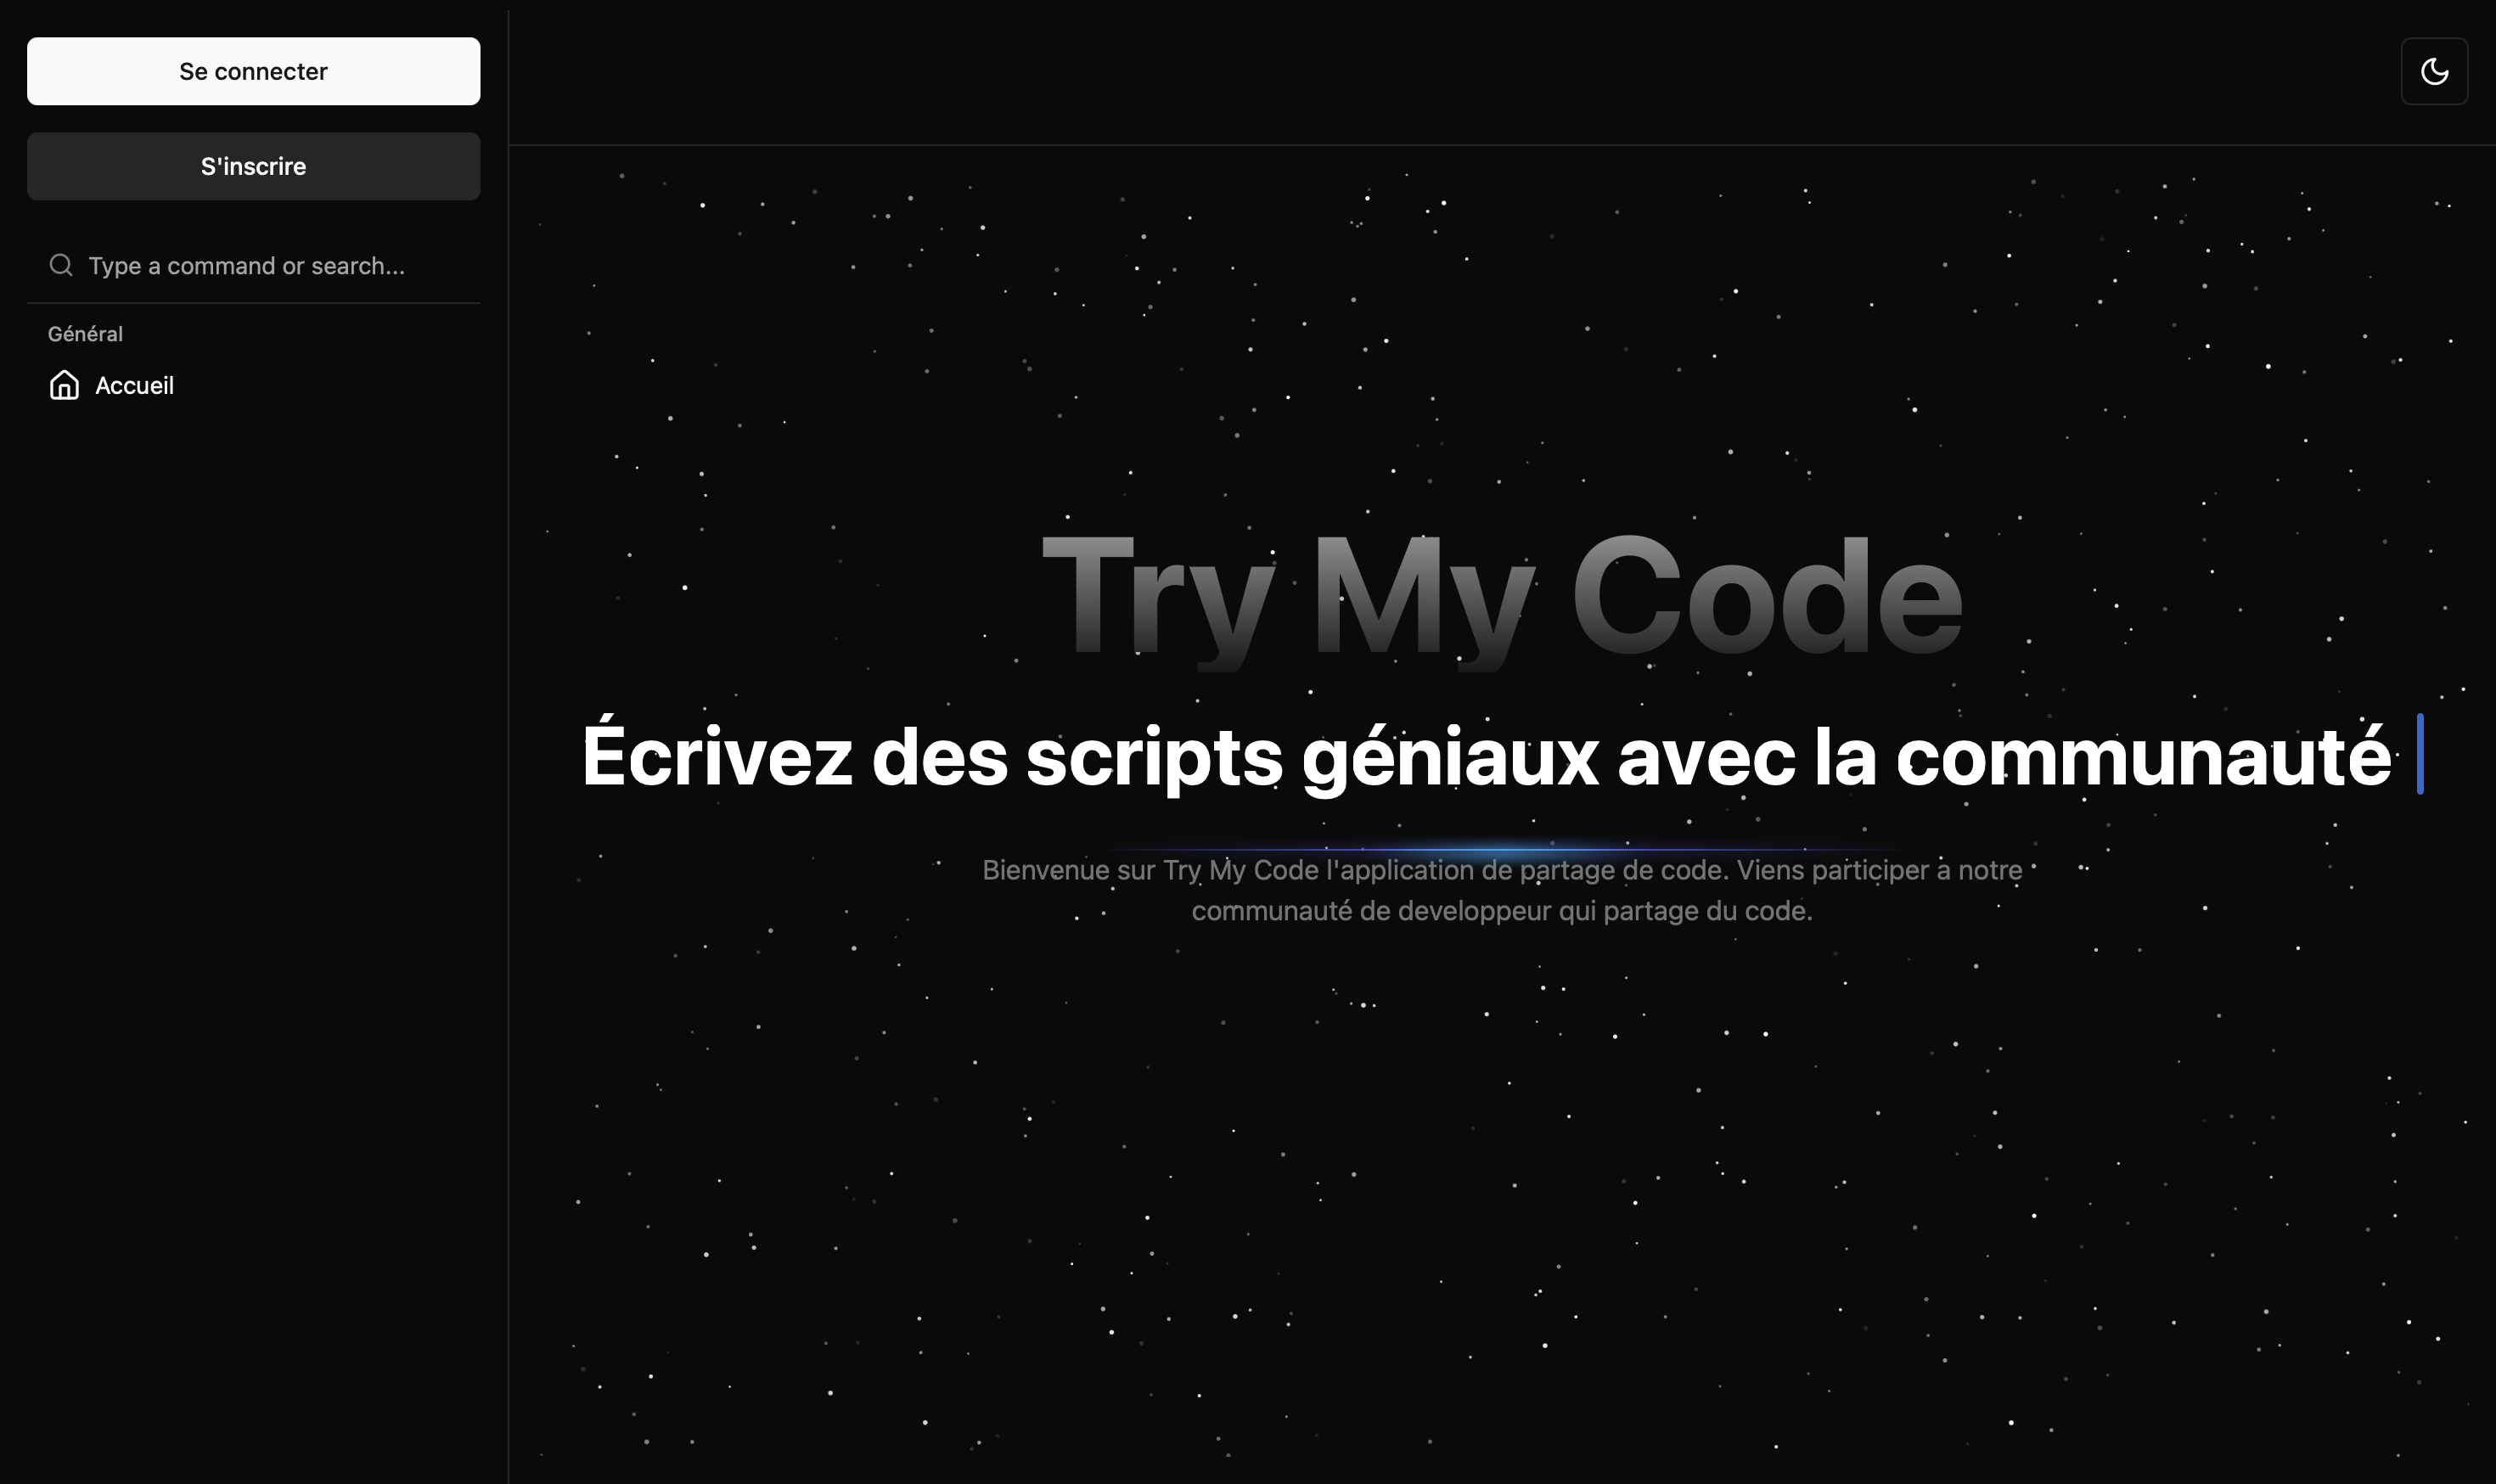 Se connecter
S'inscrire
Type a command or search...
Général
Accueil
Try My Code
Écrivez des scripts géniaux avec la communauté
Bienvenue sur Try My Code l'application de partage de code. Viens participer a notre
communauté de developpeur qui partage du code.